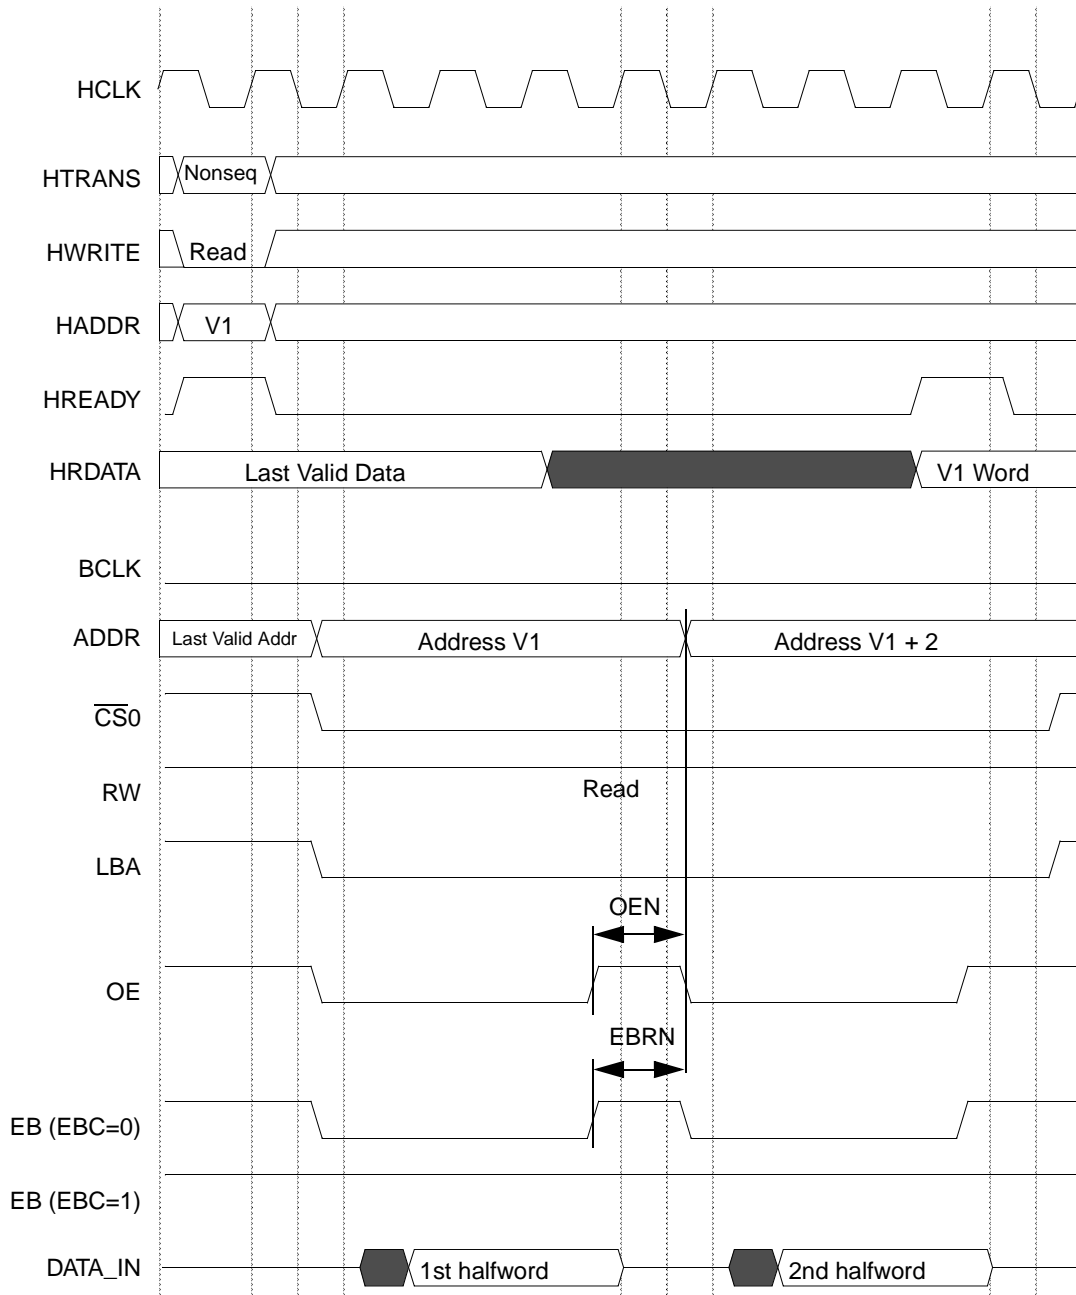 HCLK
HTRANS Nonseq
HWRITE Read
HADDR V1
HREADY
HRDATA Last Valid Data V1 Word
BCLK
ADDR Last Valid Addr Address V1 Address V1 + 2
CS0
RW Read
LBA
OEN
OE
EBRN
EB (EBC=0)
EB (EBC=1)
DATA_IN 1st halfword 2nd halfword